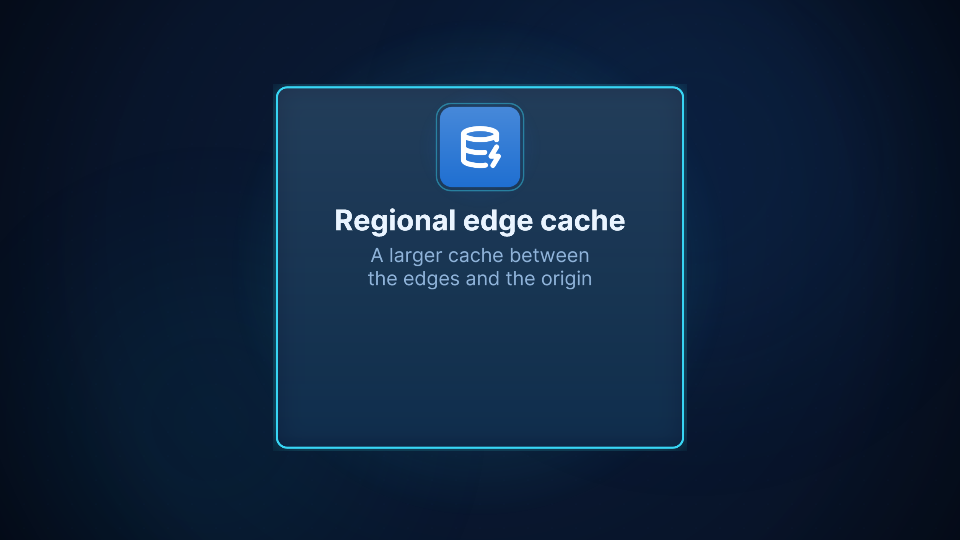 Regional edge cache
A larger cache between
the edges and the origin